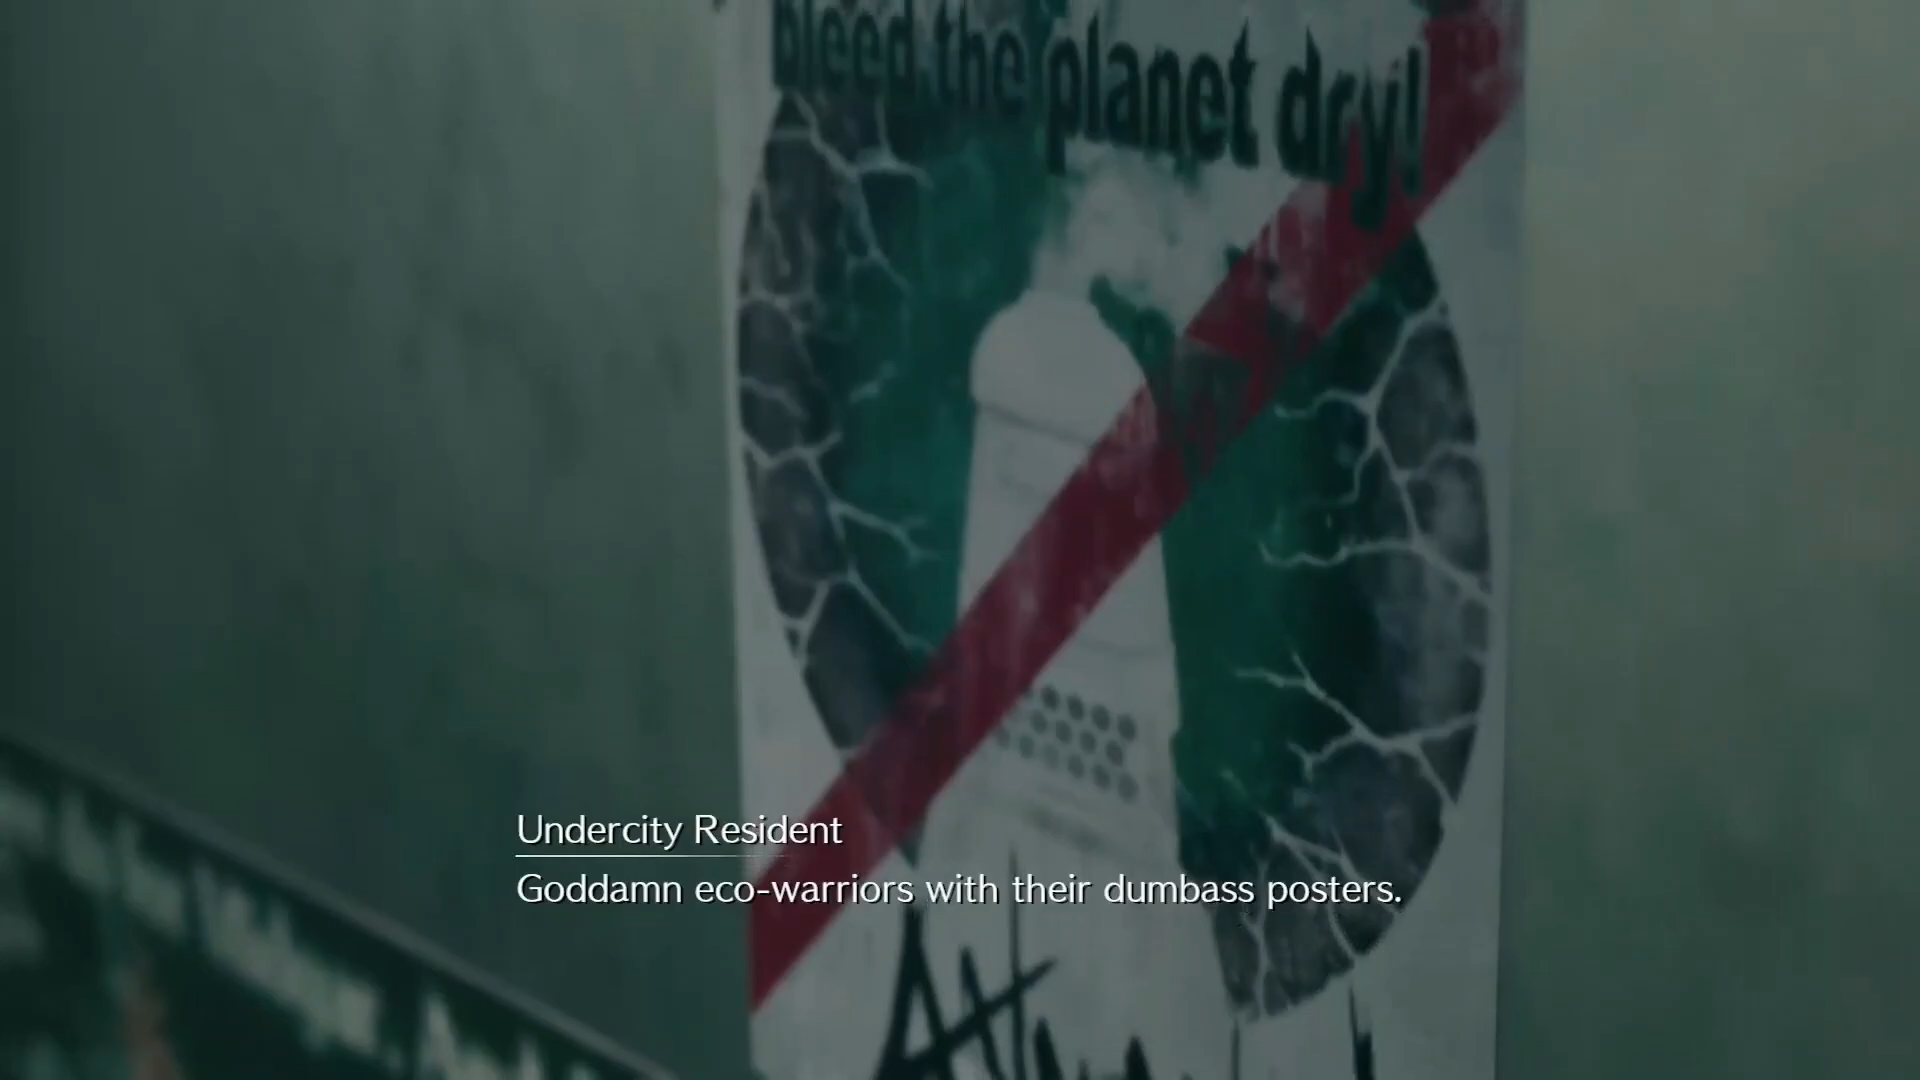 bleed the planet dry!
Undercity Resident
Goddamn eco-warriors with their dumbass posters.